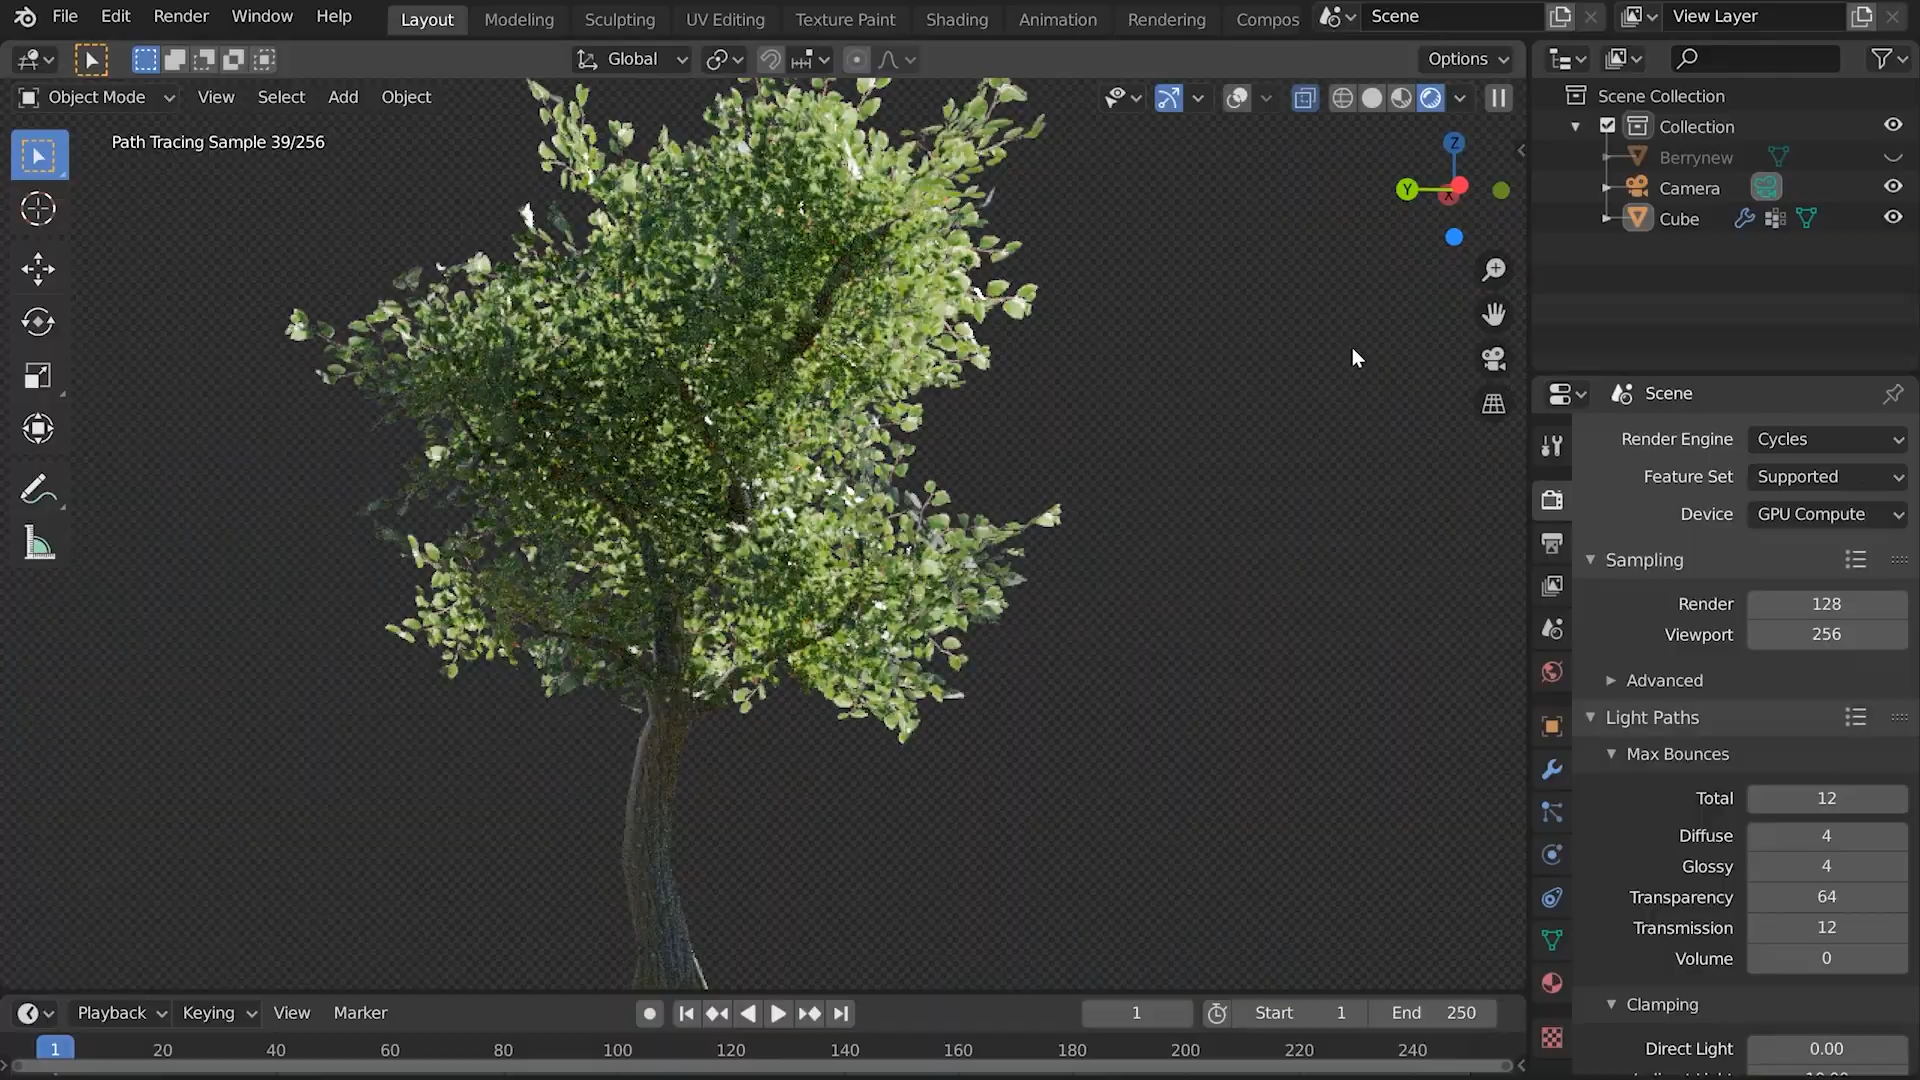 File Edit Render Window Help Layout Modeling Sculpting UV Editing Texture Paint Shading Animation Rendering Compos Scene View Layer
Global Options
Object Mode View Select Add Object
Path Tracing Sample 39/256
Z
Y
X
Scene Collection
Collection
Berrynew
Camera
Cube
Scene
Render Engine Cycles
Feature Set Supported
Device GPU Compute
Sampling
Render 128
Viewport 256
Advanced
Light Paths
Max Bounces
Total 12
Diffuse 4
Glossy 4
Transparency 64
Transmission 12
Volume 0
Clamping
Direct Light 0.00
Playback Keying View Marker 1 Start 1 End 250
1 20 40 60 80 100 120 140 160 180 200 220 240